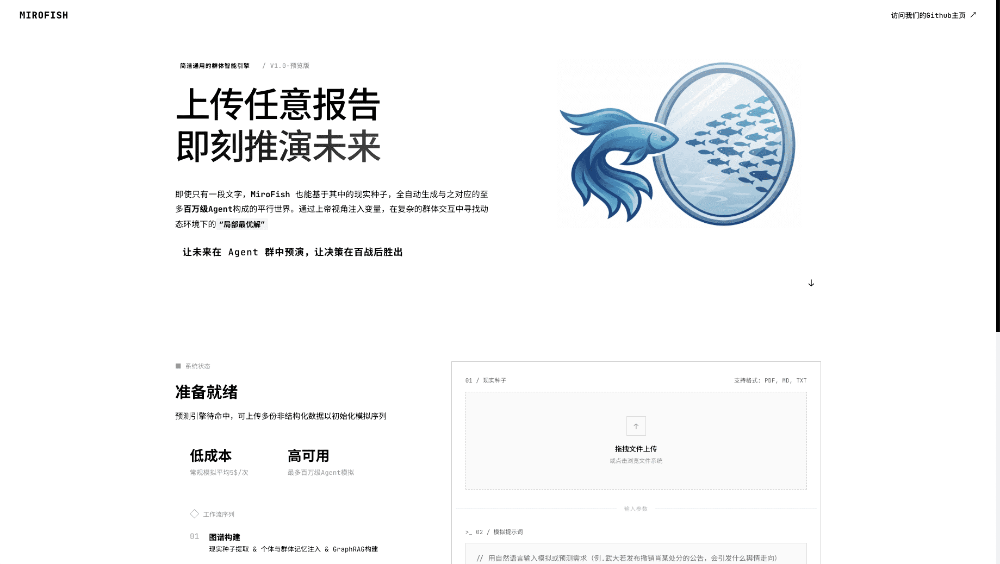 MIROFISH
访问我们的Github主页 ↗
简洁通用的群体智能引擎 / V1.0-预览版
上传任意报告
即刻推演未来
即使只有一段文字，MiroFish 也能基于其中的现实种子，全自动生成与之对应的至
多百万级Agent构成的平行世界。通过上帝视角注入变量，在复杂的群体交互中寻找动
态环境下的 “局部最优解”
让未来在 Agent 群中预演，让决策在百战后胜出
↓
■ 系统状态
准备就绪
预测引擎待命中，可上传多份非结构化数据以初始化模拟序列
低成本
常规模拟平均5$/次
高可用
最多百万级Agent模拟
◇ 工作流序列
01 图谱构建
现实种子提取 & 个体与群体记忆注入 & GraphRAG构建
01 / 现实种子
支持格式: PDF, MD, TXT
↑
拖拽文件上传
或点击浏览文件系统
输入参数
>_ 02 / 模拟提示词
// 用自然语言输入模拟或预测需求（例.武大若发布撤销肖某处分的公告，会引发什么舆情走向）